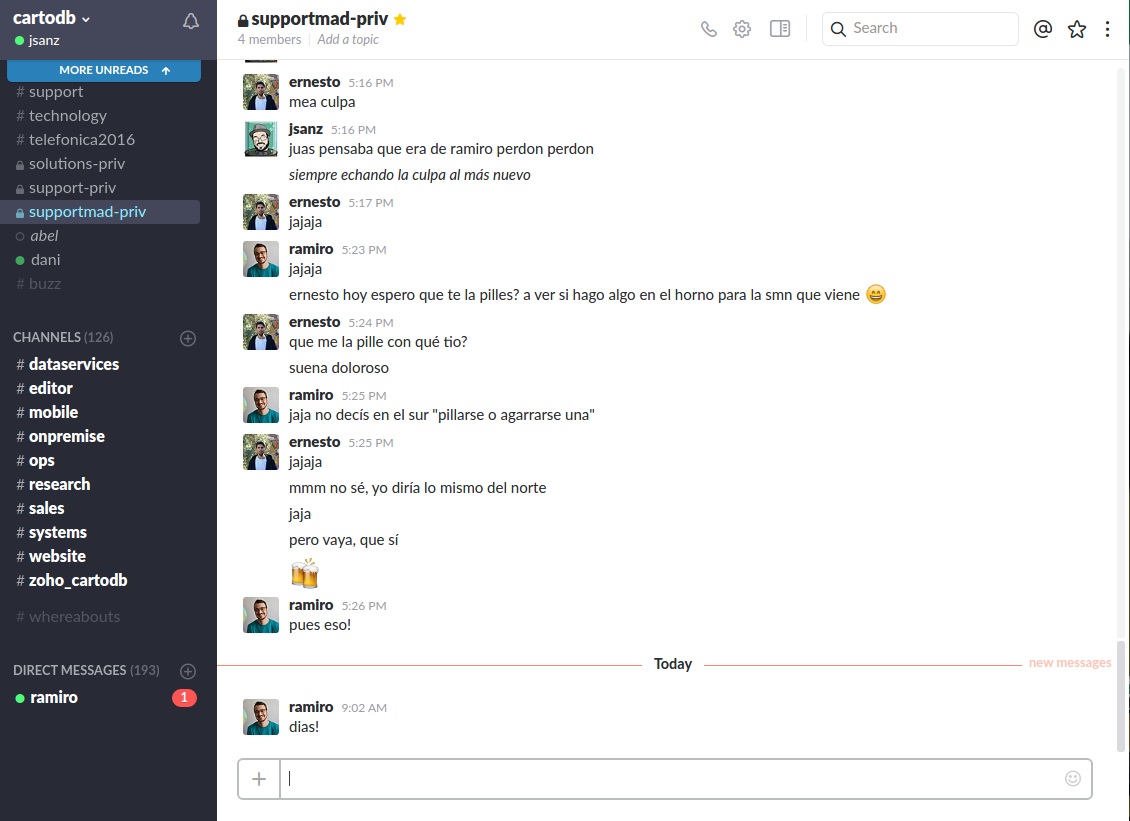 cartodb
jsanz
MORE UNREADS ↑
# support
# technology
# telefonica2016
solutions-priv
support-priv
supportmad-priv
abel
dani
# buzz
CHANNELS (126)
# dataservices
# editor
# mobile
# onpremise
# ops
# research
# sales
# systems
# website
# zoho_cartodb
# whereabouts
DIRECT MESSAGES (193)
ramiro 1
supportmad-priv
4 members | Add a topic
Search
ernesto 5:16 PM
mea culpa
jsanz 5:16 PM
juas pensaba que era de ramiro perdon perdon
siempre echando la culpa al más nuevo
ernesto 5:17 PM
jajaja
ramiro 5:23 PM
jajaja
ernesto hoy espero que te la pilles? a ver si hago algo en el horno para la smn que viene 😄
ernesto 5:24 PM
que me la pille con qué tio?
suena doloroso
ramiro 5:25 PM
jaja no decís en el sur "pillarse o agarrarse una"
ernesto 5:25 PM
jajaja
mmm no sé, yo diría lo mismo del norte
jaja
pero vaya, que sí
🍻
ramiro 5:26 PM
pues eso!
Today
new messages
ramiro 9:02 AM
dias!